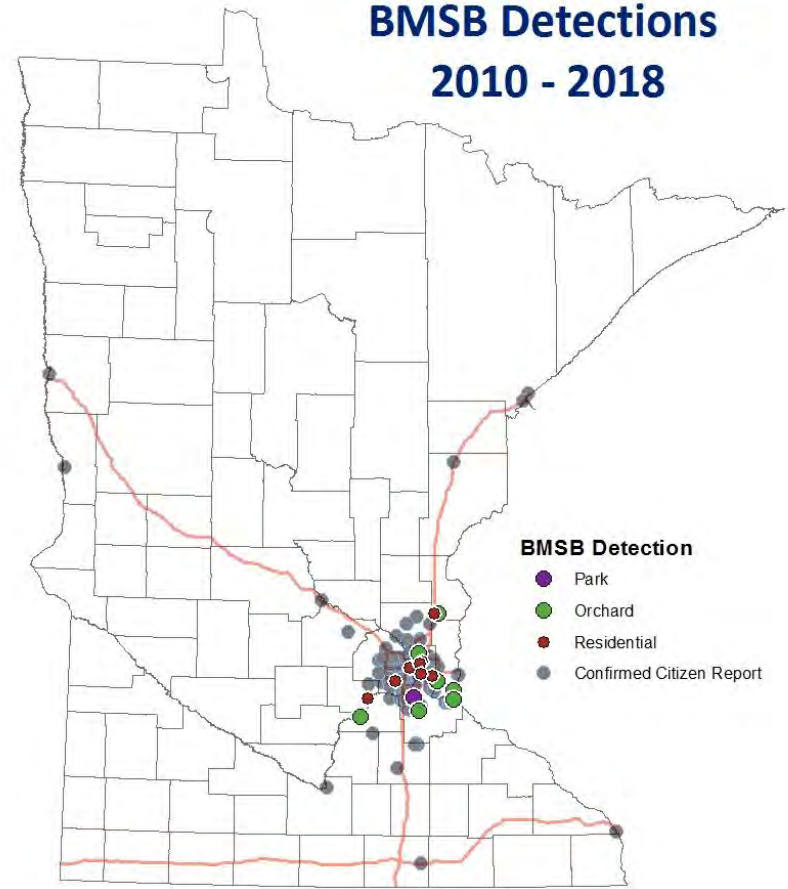 BMSB Detections
2010 - 2018
BMSB Detection
Park
Orchard
Residential
Confirmed Citizen Report